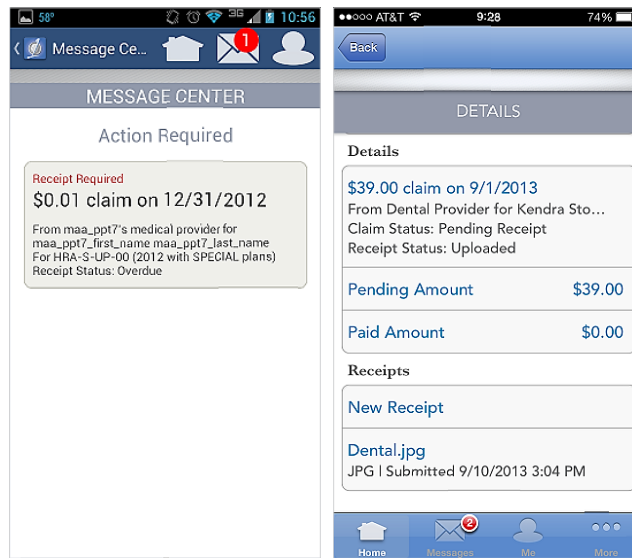 58°
3G
10:56
Message Ce...
1
MESSAGE CENTER
Action Required
Receipt Required
$0.01 claim on 12/31/2012
From maa_ppt7's medical provider for
maa_ppt7_first_name maa_ppt7_last_name
For HRA-S-UP-00 (2012 with SPECIAL plans)
Receipt Status: Overdue
AT&T
9:28
74%
Back
DETAILS
Details
$39.00 claim on 9/1/2013
From Dental Provider for Kendra Sto...
Claim Status: Pending Receipt
Receipt Status: Uploaded
Pending Amount $39.00
Paid Amount $0.00
Receipts
New Receipt
Dental.jpg
JPG | Submitted 9/10/2013 3:04 PM
2
Home Messages Me More